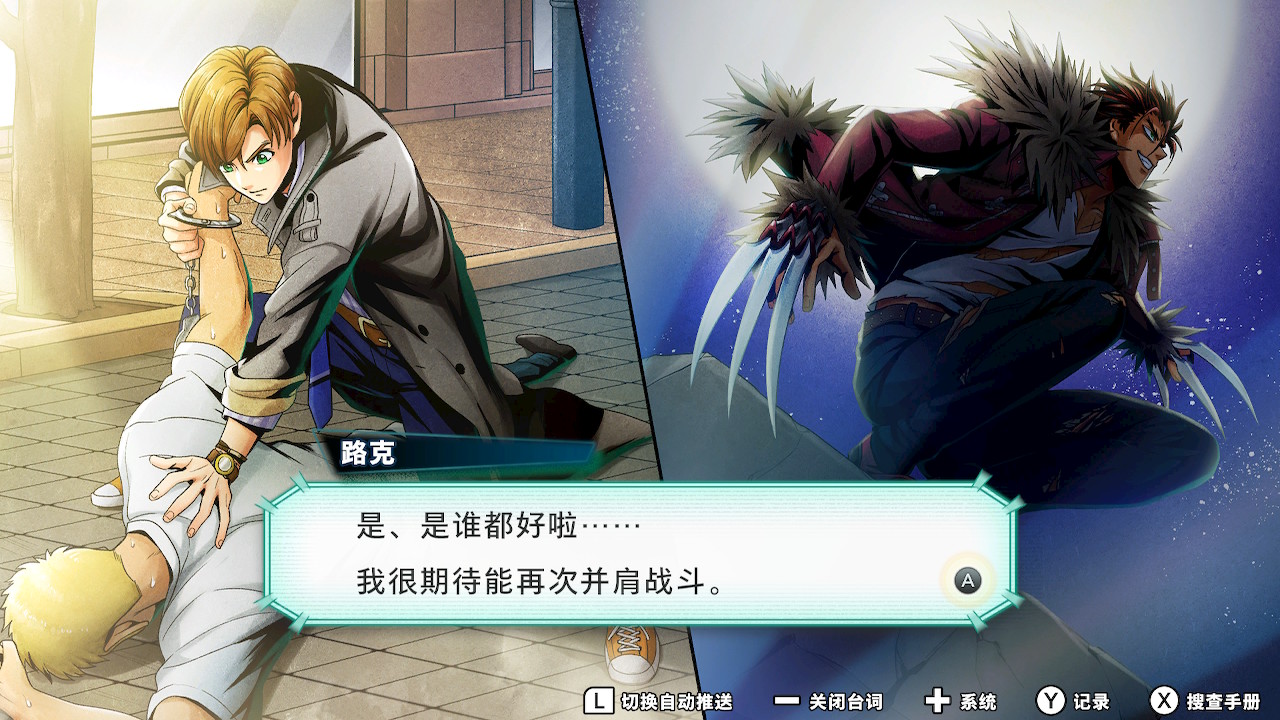 路克
是、是谁都好啦……
我很期待能再次并肩战斗。
A
L 切换自动推送
关闭台词
系统
Y 记录
X 搜查手册